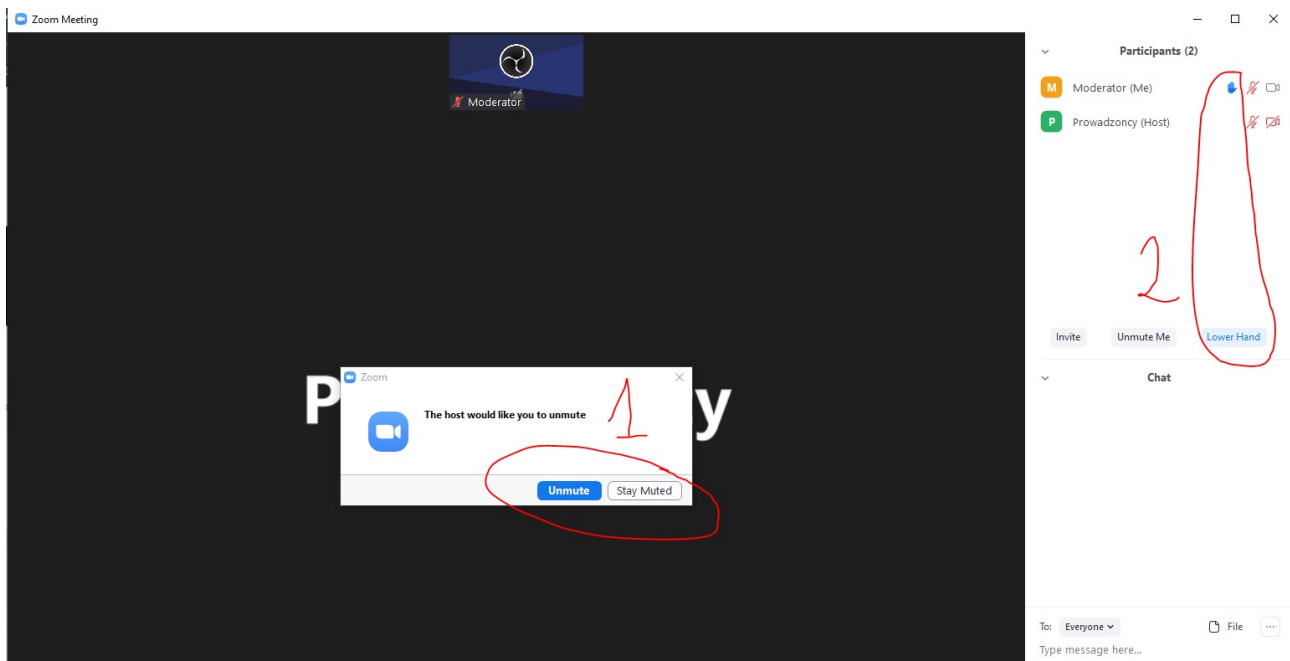 Zoom Meeting
Moderator
Participants (2)
M Moderator (Me)
P Prowadzoncy (Host)
2
Invite Unmute Me Lower Hand
Chat
P y
Zoom
The host would like you to unmute
1
Unmute Stay Muted
To: Everyone File
Type message here...